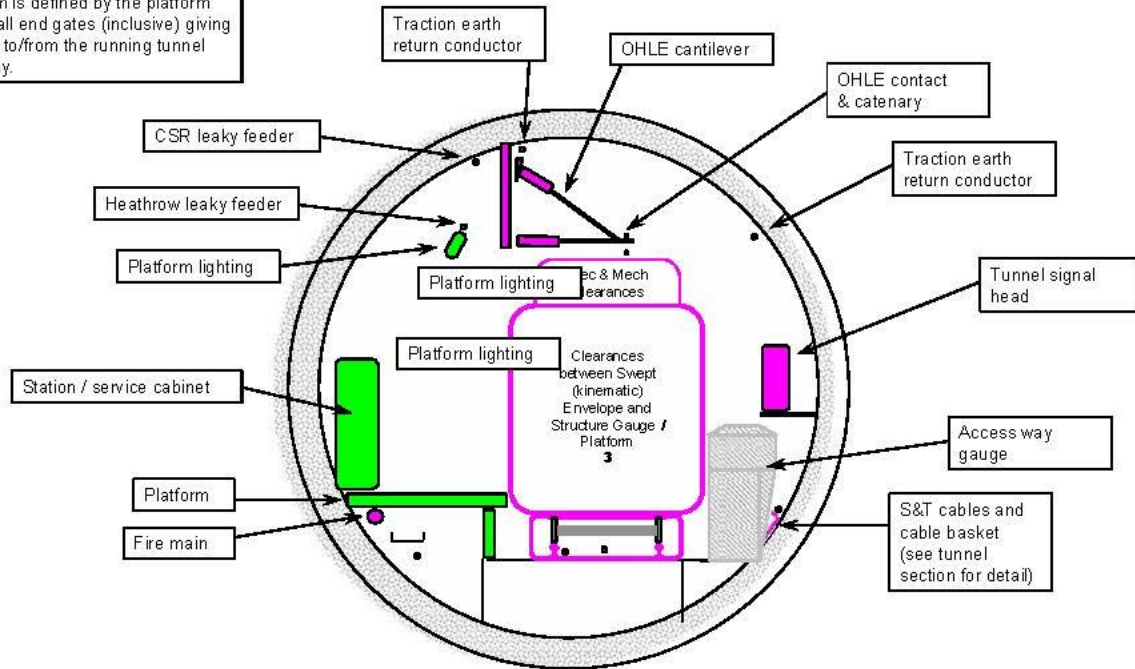 is defined by the platform
all end gates (inclusive) giving
to/from the running tunnel
Traction earth
return conductor
OHLE cantilever
OHLE contact
& catenary
CSR leaky feeder
Traction earth
return conductor
Heathrow leaky feeder
Platform lighting
Platform lighting
& Mech
Tunnel signal
head
Platform lighting
Clearances
between Swept
(kinematic)
Envelope and
Structure Gauge /
Platform
3
Station / service cabinet
Access way
gauge
Platform
Fire main
S&T cables and
cable basket
(see tunnel
section for detail)